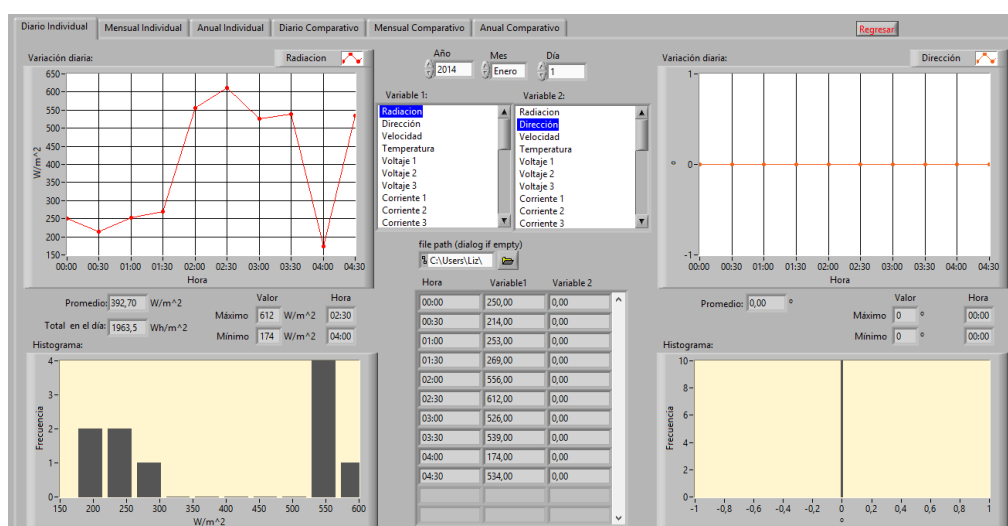 Diario Individual Mensual Individual Anual Individual Diario Comparativo Mensual Comparativo Anual Comparativo Regresar
Variación diaria: Radiacion
650
600
550
500
450
400
350
300
250
200
150
W/m^2
00:00 00:30 01:00 01:30 02:00 02:30 03:00 03:30 04:00 04:30
Hora
Promedio: 392,70 W/m^2
Total en el día: 1963,5 Wh/m^2
Valor Hora
Máximo 612 W/m^2 02:30
Mínimo 174 W/m^2 04:00
Histograma:
4
3
2
1
0
Frecuencia
150 200 250 300 350 400 450 500 550 600
W/m^2
Año Mes Día
2014 Enero 1
Variable 1:
Radiacion
Dirección
Velocidad
Temperatura
Voltaje 1
Voltaje 2
Voltaje 3
Corriente 1
Corriente 2
Corriente 3
Variable 2:
Radiacion
Dirección
Velocidad
Temperatura
Voltaje 1
Voltaje 2
Voltaje 3
Corriente 1
Corriente 2
Corriente 3
file path (dialog if empty)
C:\Users\Liz\
Hora Variable1 Variable 2
00:00 250,00 0,00
00:30 214,00 0,00
01:00 253,00 0,00
01:30 269,00 0,00
02:00 556,00 0,00
02:30 612,00 0,00
03:00 526,00 0,00
03:30 539,00 0,00
04:00 174,00 0,00
04:30 534,00 0,00
Variación diaria: Dirección
1
0
-1
º
00:00 00:30 01:00 01:30 02:00 02:30 03:00 03:30 04:00 04:30
Hora
Promedio: 0,00 º
Valor Hora
Máximo 0 º 00:00
Mínimo 0 º 00:00
Histograma:
10
8
6
4
2
0
Frecuencia
-1 -0,8 -0,6 -0,4 -0,2 0 0,2 0,4 0,6 0,8 1
º